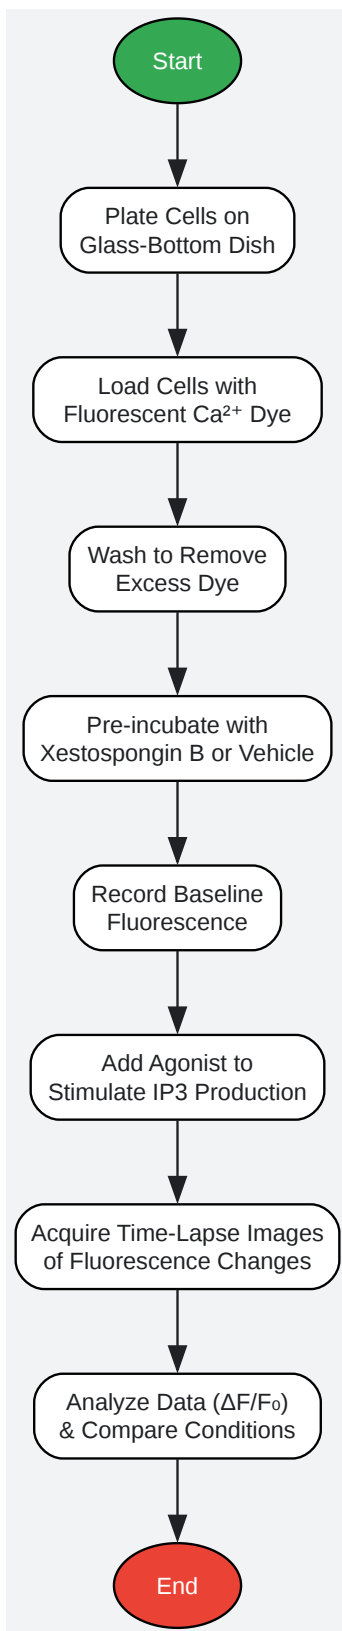 Start
Plate Cells on
Glass-Bottom Dish
Load Cells with
Fluorescent Ca²⁺ Dye
Wash to Remove
Excess Dye
Pre-incubate with
Xestospongin B or Vehicle
Record Baseline
Fluorescence
Add Agonist to
Stimulate IP3 Production
Acquire Time-Lapse Images
of Fluorescence Changes
Analyze Data (ΔF/F₀)
& Compare Conditions
End